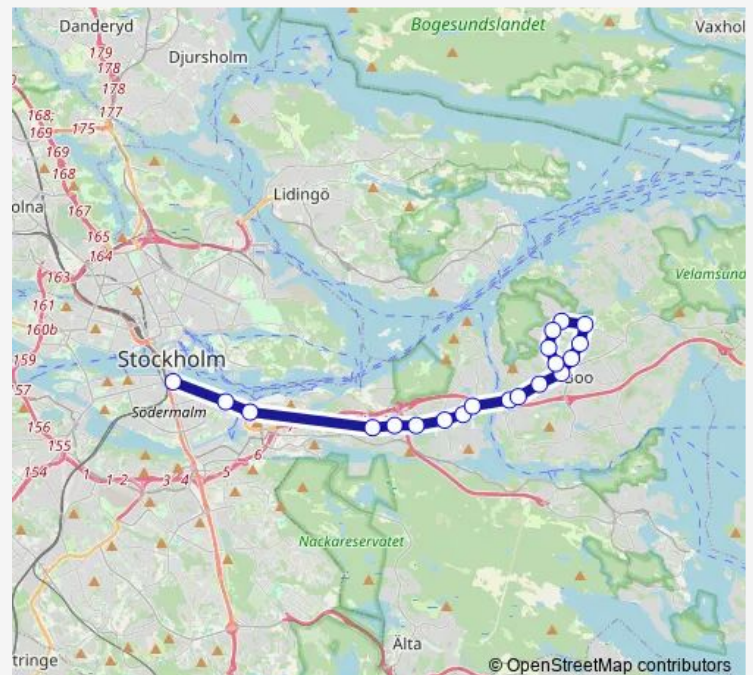 Danderyd
Bogesundslandet
Vaxhol
179
178
178
177
Djursholm
168;
169
175
169
168
167
Lidingö
olna
165
164
163
161
160b
159
157
156
155
154
Velamsund
Stockholm
Södermalm
Boo
1
1
2
3
4
5
6
Nackareservatet
Älta
tringe
© OpenStreetMap contributors